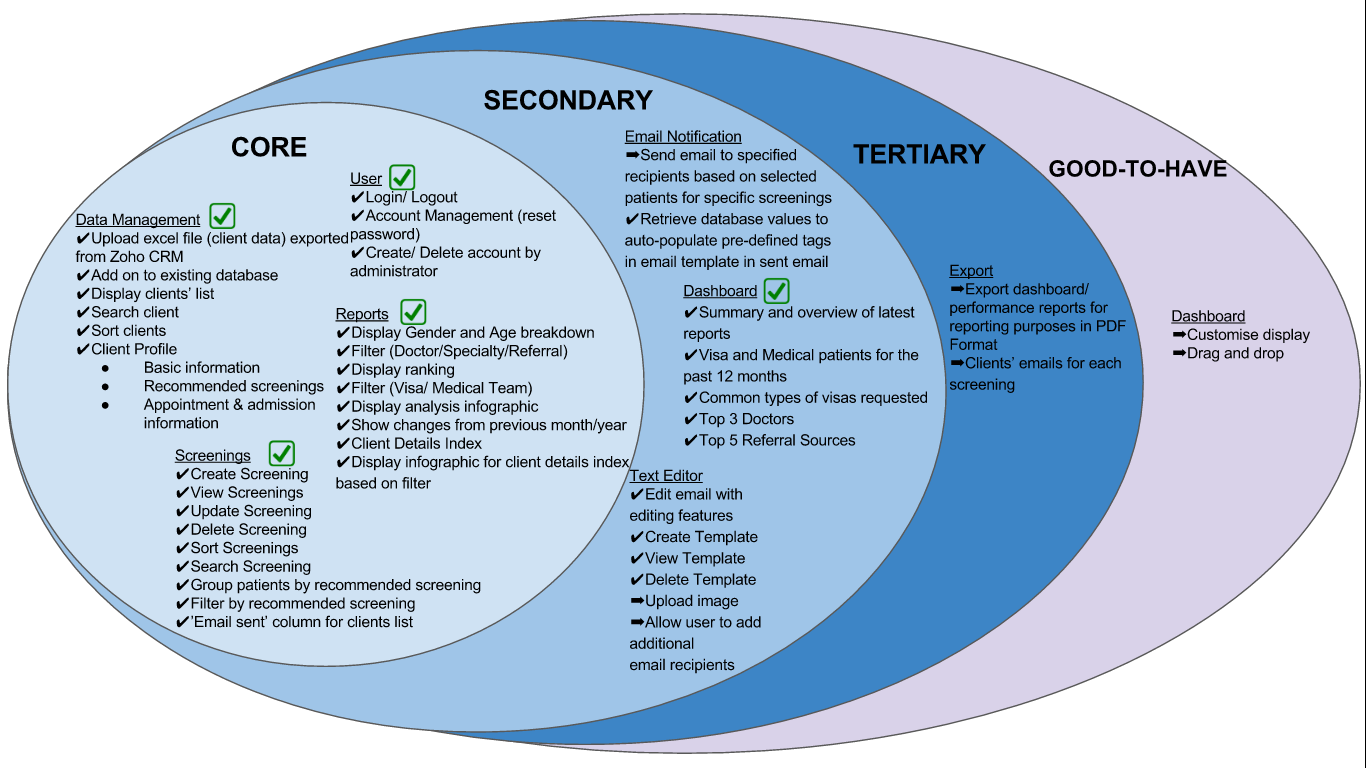 CORE
Data Management
✔Upload excel file (client data) exported
from Zoho CRM
✔Add on to existing database
✔Display clients' list
✔Search client
✔Sort clients
✔Client Profile
● Basic information
● Recommended screenings
● Appointment & admission
information
User
✔Login/ Logout
✔Account Management (reset
password)
✔Create/ Delete account by
administrator
Reports
✔Display Gender and Age breakdown
✔Filter (Doctor/Specialty/Referral)
✔Display ranking
✔Filter (Visa/ Medical Team)
✔Display analysis infographic
✔Show changes from previous month/year
✔Client Details Index
✔Display infographic for client details index
based on filter
Screenings
✔Create Screening
✔View Screenings
✔Update Screening
✔Delete Screening
✔Sort Screenings
✔Search Screening
✔Group patients by recommended screening
✔Filter by recommended screening
✔'Email sent' column for clients list
SECONDARY
Email Notification
➡Send email to specified
recipients based on selected
patients for specific screenings
✔Retrieve database values to
auto-populate pre-defined tags
in email template in sent email
Dashboard
✔Summary and overview of latest
reports
✔Visa and Medical patients for the
past 12 months
✔Common types of visas requested
✔Top 3 Doctors
✔Top 5 Referral Sources
Text Editor
✔Edit email with
editing features
✔Create Template
✔View Template
✔Delete Template
➡Upload image
➡Allow user to add
additional
email recipients
TERTIARY
Export
➡Export dashboard/
performance reports for
reporting purposes in PDF
Format
➡Clients' emails for each
screening
GOOD-TO-HAVE
Dashboard
➡Customise display
➡Drag and drop